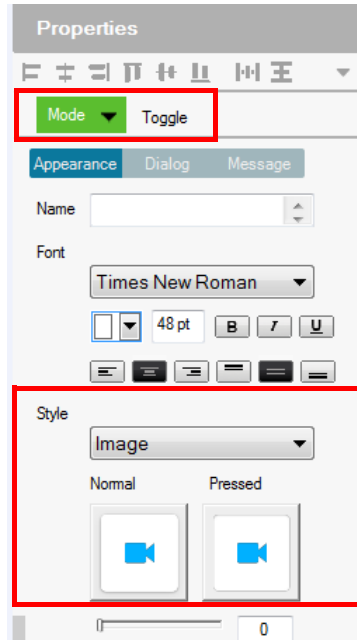 Properties
Mode Toggle
Appearance Dialog Message
Name
Font
Times New Roman
48 pt B I U
Style
Image
Normal Pressed
0